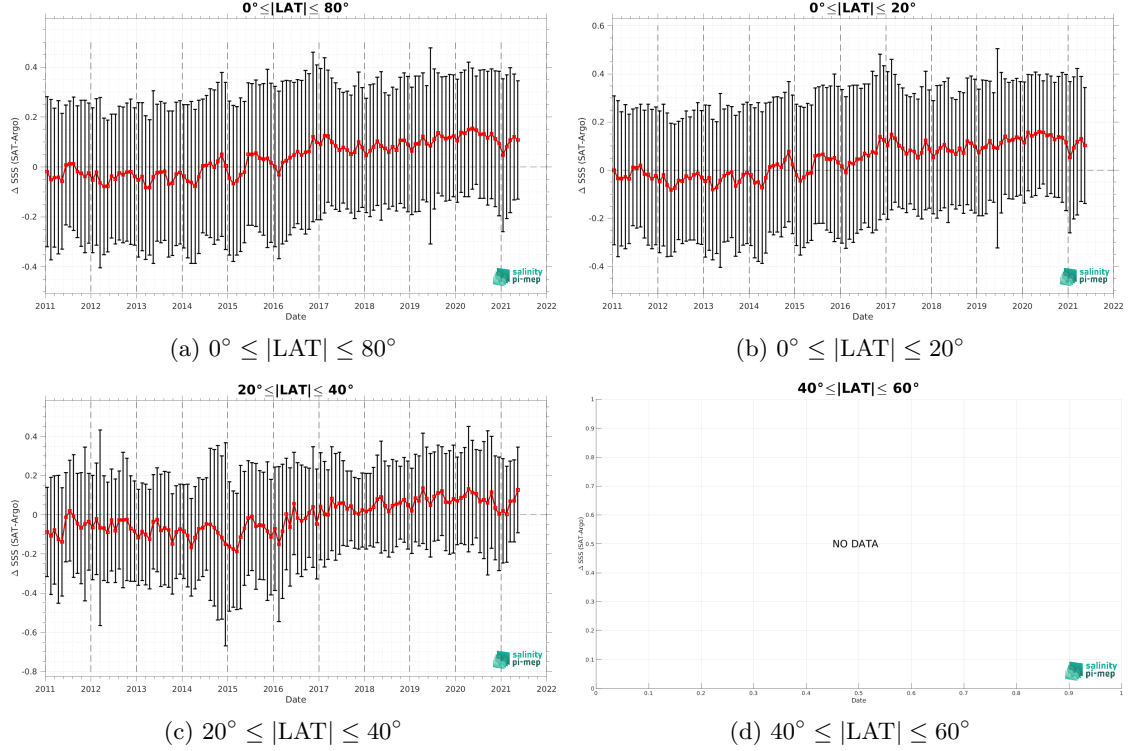 0°≤|LAT|≤ 80°
Δ SSS (SAT-Argo)
0.4
0.2
0
-0.2
-0.4
2011 2012 2013 2014 2015 2016 2017 2018 2019 2020 2021 2022
Date
salinity
pi-mep
(a) 0° ≤ |LAT| ≤ 80°
0°≤|LAT|≤ 20°
Δ SSS (SAT-Argo)
0.6
0.4
0.2
0
-0.2
-0.4
2011 2012 2013 2014 2015 2016 2017 2018 2019 2020 2021 2022
Date
salinity
pi-mep
(b) 0° ≤ |LAT| ≤ 20°
20°≤|LAT|≤ 40°
Δ SSS (SAT-Argo)
0.4
0.2
0
-0.2
-0.4
-0.6
-0.8
2011 2012 2013 2014 2015 2016 2017 2018 2019 2020 2021 2022
Date
salinity
pi-mep
(c) 20° ≤ |LAT| ≤ 40°
40°≤|LAT|≤ 60°
Δ SSS (SAT-Argo)
1
0.9
0.8
0.7
0.6
0.5
0.4
0.3
0.2
0.1
0
NO DATA
0 0.1 0.2 0.3 0.4 0.5 0.6 0.7 0.8 0.9 1
Date
salinity
pi-mep
(d) 40° ≤ |LAT| ≤ 60°